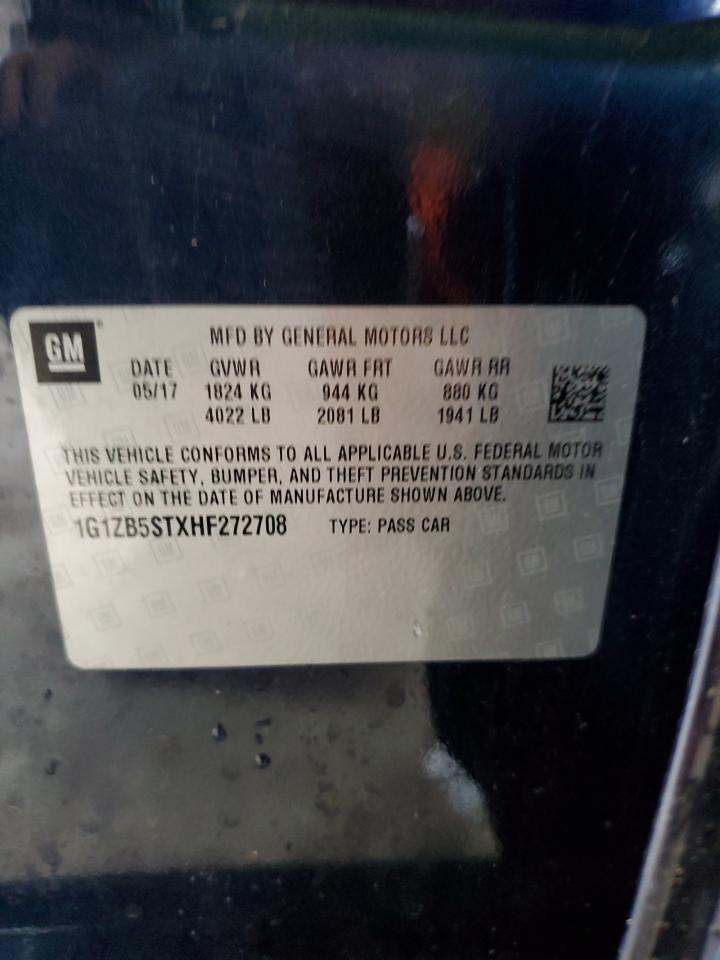 GM
MFD BY GENERAL MOTORS LLC
DATE GVWR GAWR FRT GAWR RR
05/17 1824 KG 944 KG 880 KG
4022 LB 2081 LB 1941 LB
THIS VEHICLE CONFORMS TO ALL APPLICABLE U.S. FEDERAL MOTOR
VEHICLE SAFETY, BUMPER, AND THEFT PREVENTION STANDARDS IN
EFFECT ON THE DATE OF MANUFACTURE SHOWN ABOVE.
1G1ZB5STXHF272708 TYPE: PASS CAR